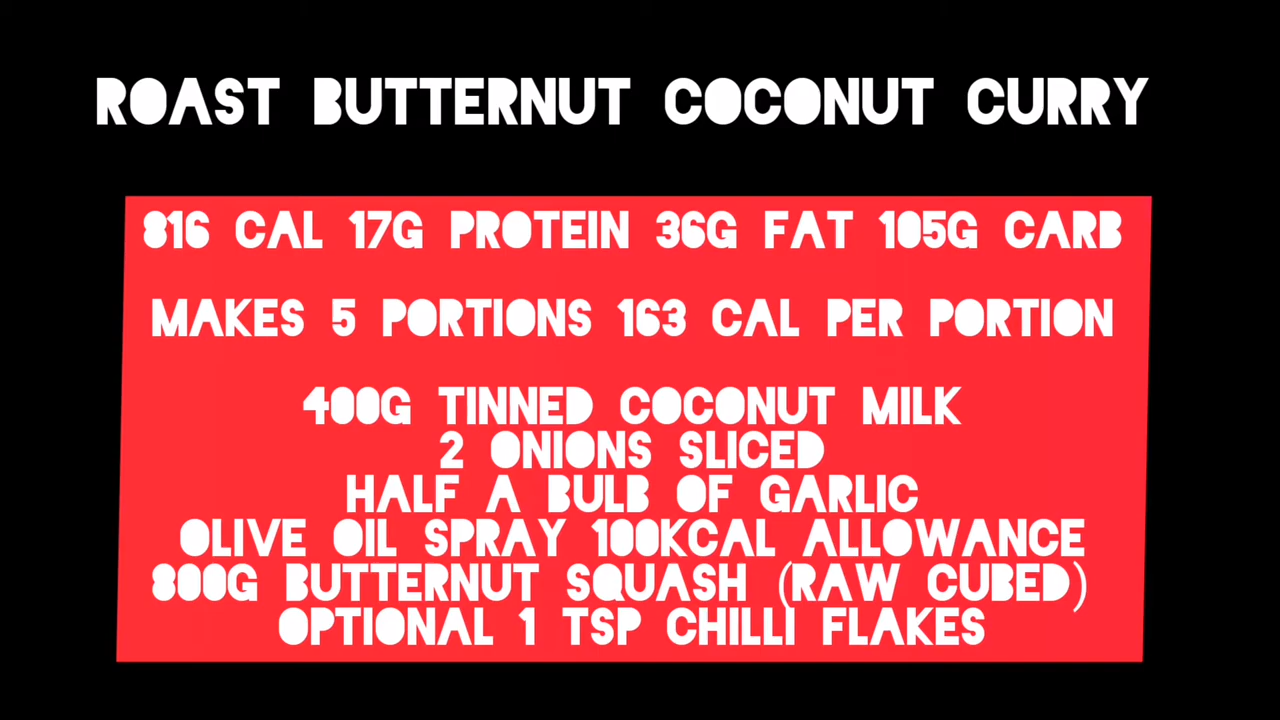 ROAST BUTTERNUT COCONUT CURRY
816 CAL 17G PROTEIN 36G FAT 105G CARB
MAKES 5 PORTIONS 163 CAL PER PORTION
400G TINNED COCONUT MILK
2 ONIONS SLICED
HALF A BULB OF GARLIC
OLIVE OIL SPRAY 100KCAL ALLOWANCE
800G BUTTERNUT SQUASH (RAW CUBED)
OPTIONAL 1 TSP CHILLI FLAKES